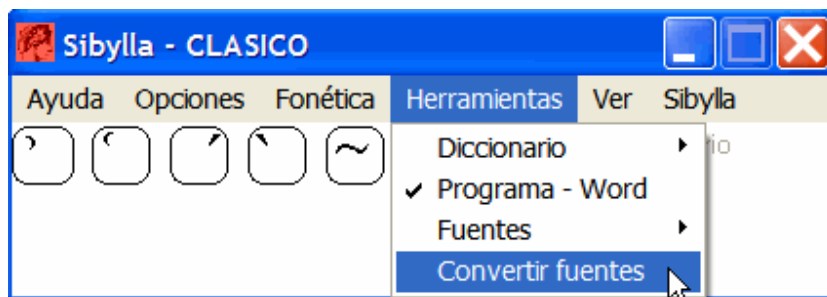 Sibylla - CLASICO
Ayuda Opciones Fonética Herramientas Ver Sibylla
Diccionario
Programa - Word
Fuentes
Convertir fuentes